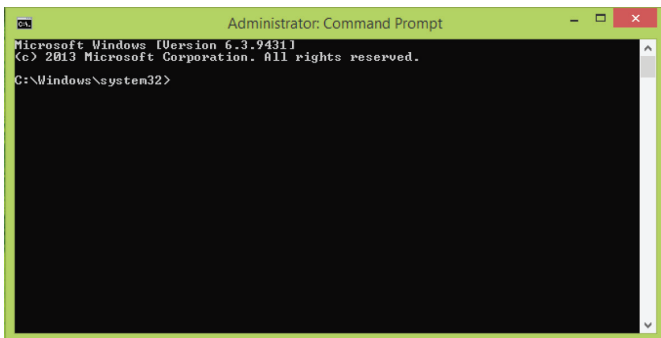 Administrator: Command Prompt
Microsoft Windows [Version 6.3.9431]
(c) 2013 Microsoft Corporation. All rights reserved.
C:\Windows\system32>